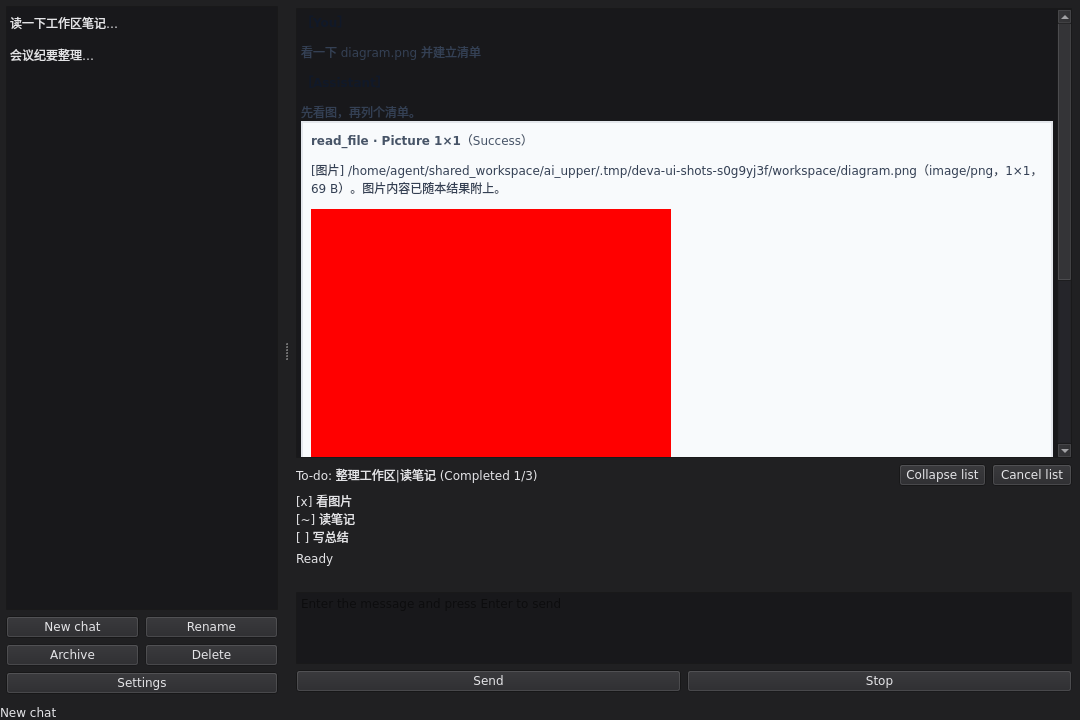 读一下工作区笔记...
会议纪要整理...
看一下 diagram.png 并建立清单
先看图，再列个清单。
read_file · Picture 1×1（Success）
[图片] /home/agent/shared_workspace/ai_upper/.tmp/deva-ui-shots-s0g9yj3f/workspace/diagram.png（image/png，1×1，
69 B）。图片内容已随本结果附上。
To-do: 整理工作区|读笔记 (Completed 1/3)
Collapse list
Cancel list
[x] 看图片
[~] 读笔记
[ ] 写总结
Ready
Enter the message and press Enter to send
New chat
Rename
Archive
Delete
Settings
Send
Stop
New chat